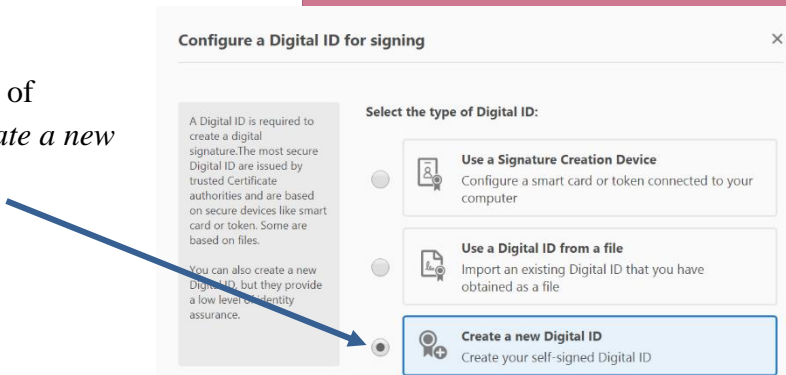 Configure a Digital ID for signing
of
ate a new
A Digital ID is required to
create a digital
signature.The most secure
Digital ID are issued by
trusted Certificate
authorities and are based
on secure devices like smart
card or token. Some are
based on files.
You can also create a new
Digital ID, but they provide
a low level of identity
assurance.
Select the type of Digital ID:
Use a Signature Creation Device
Configure a smart card or token connected to your
computer
Use a Digital ID from a file
Import an existing Digital ID that you have
obtained as a file
Create a new Digital ID
Create your self-signed Digital ID